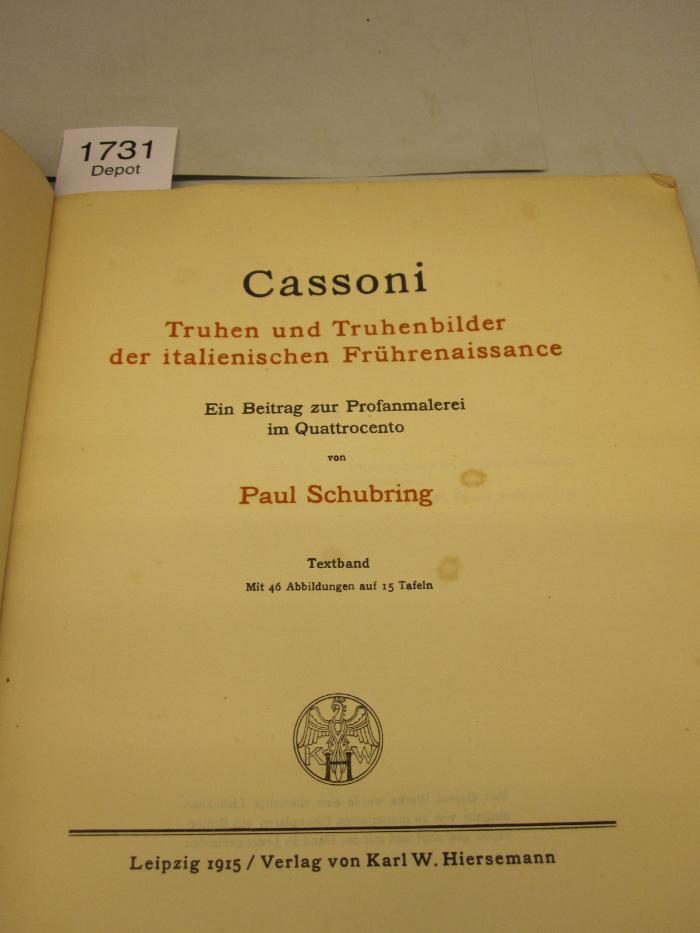 1731
Depot
Cassoni
Truhen und Truhenbilder
der italienischen Frührenaissance
Ein Beitrag zur Profanmalerei
im Quattrocento
von
Paul Schubring
Textband
Mit 46 Abbildungen auf 15 Tafeln
K H W
Leipzig 1915 / Verlag von Karl W. Hiersemann